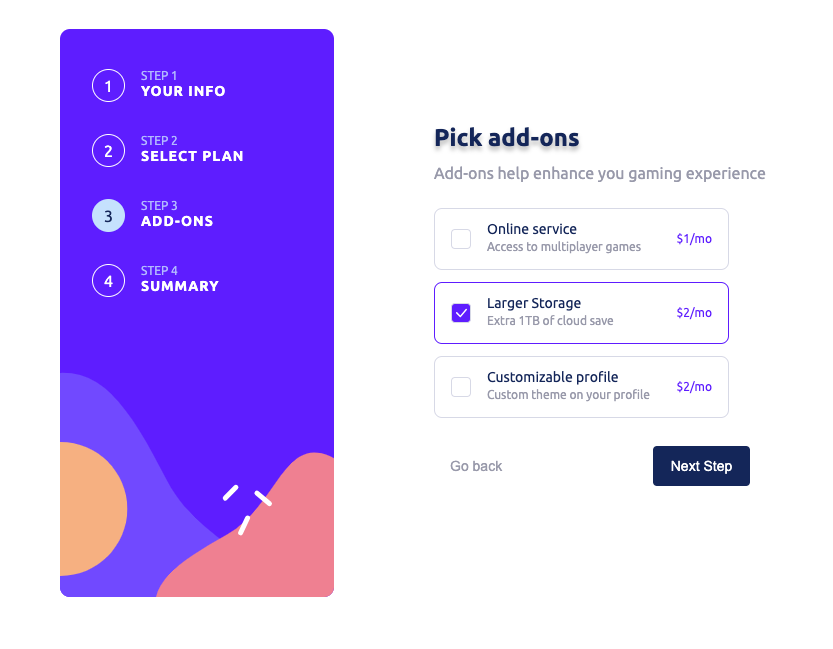 1
STEP 1
YOUR INFO
2
STEP 2
SELECT PLAN
3
STEP 3
ADD-ONS
4
STEP 4
SUMMARY
Pick add-ons
Add-ons help enhance you gaming experience
Online service
Access to multiplayer games
$1/mo
Larger Storage
Extra 1TB of cloud save
$2/mo
Customizable profile
Custom theme on your profile
$2/mo
Go back
Next Step